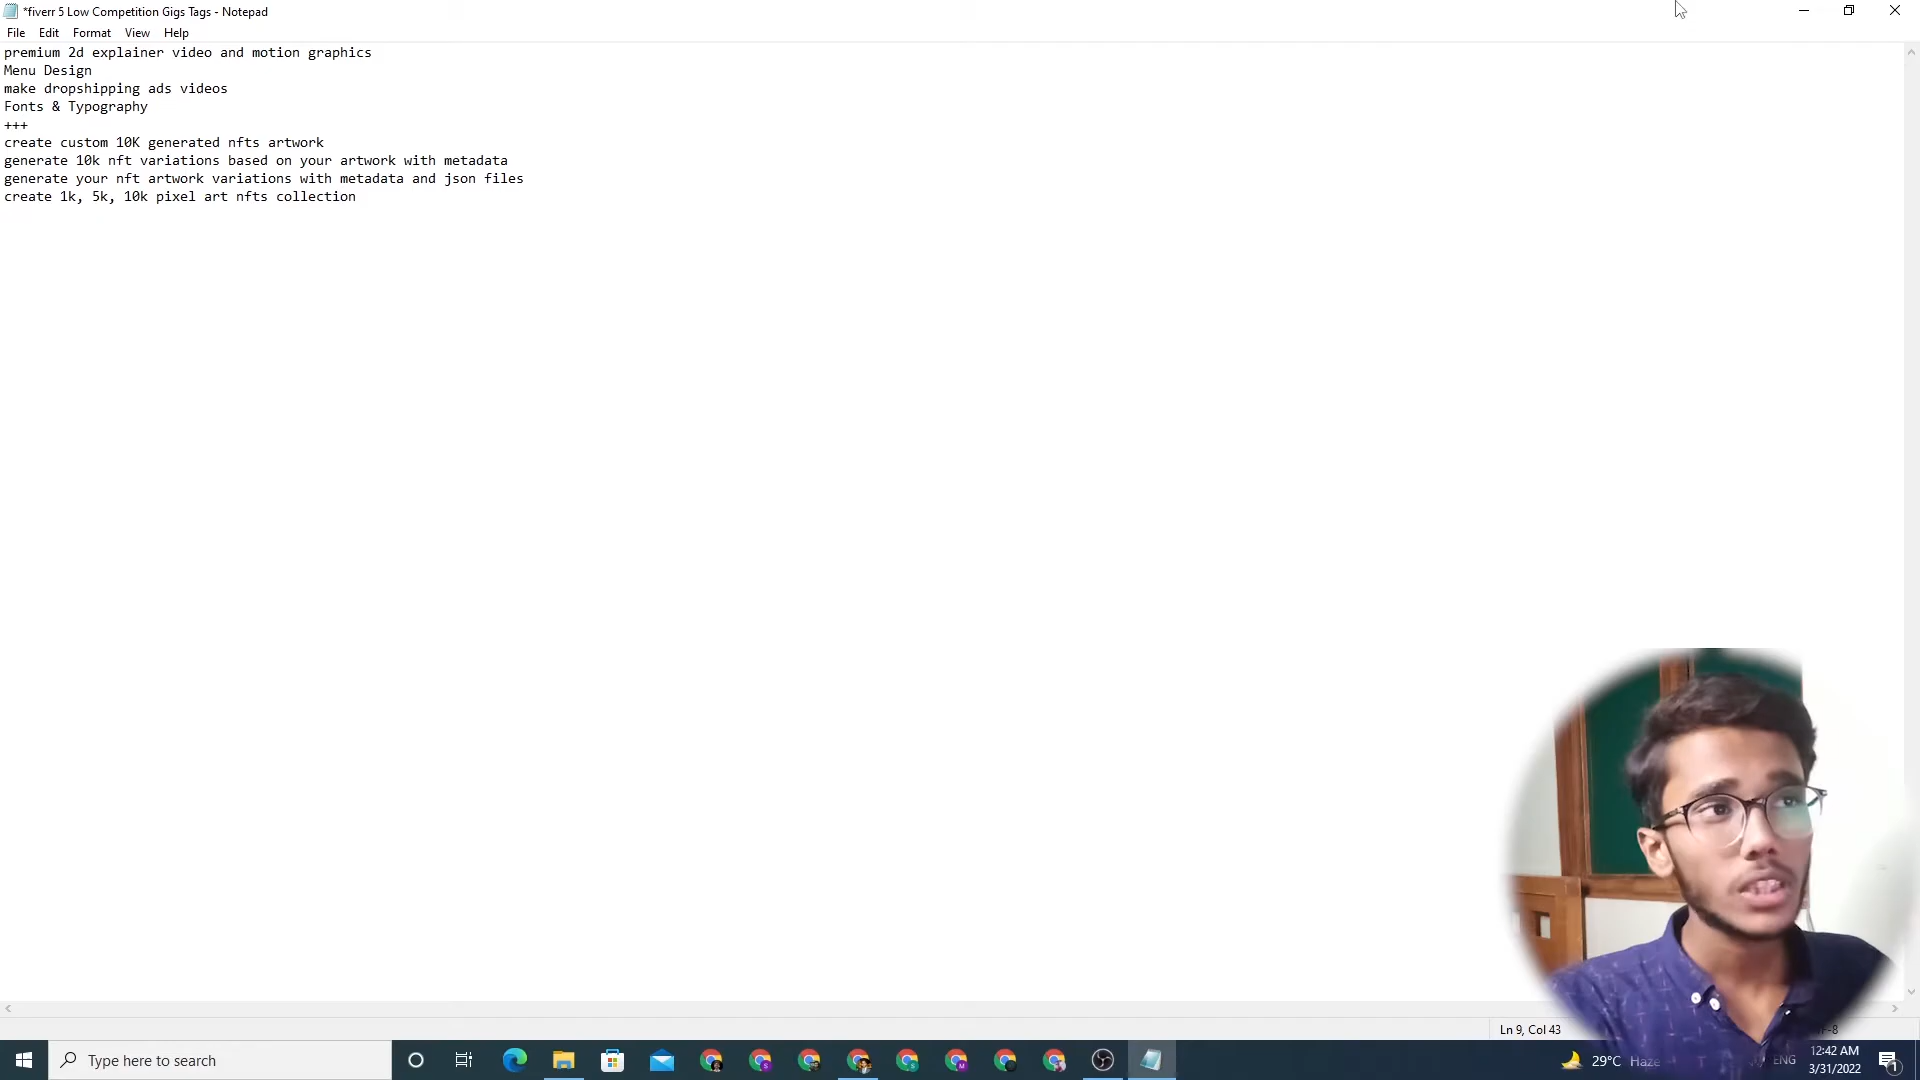 *fiverr 5 Low Competition Gigs Tags - Notepad
File Edit Format View Help
premium 2d explainer video and motion graphics
Menu Design
make dropshipping ads videos
Fonts & Typography
+++
create custom 10K generated nfts artwork
generate 10k nft variations based on your artwork with metadata
generate your nft artwork variations with metadata and json files
create 1k, 5k, 10k pixel art nfts collection
Ln 9, Col 43
Type here to search
29°C Haze
ENG
12:42 AM
3/31/2022